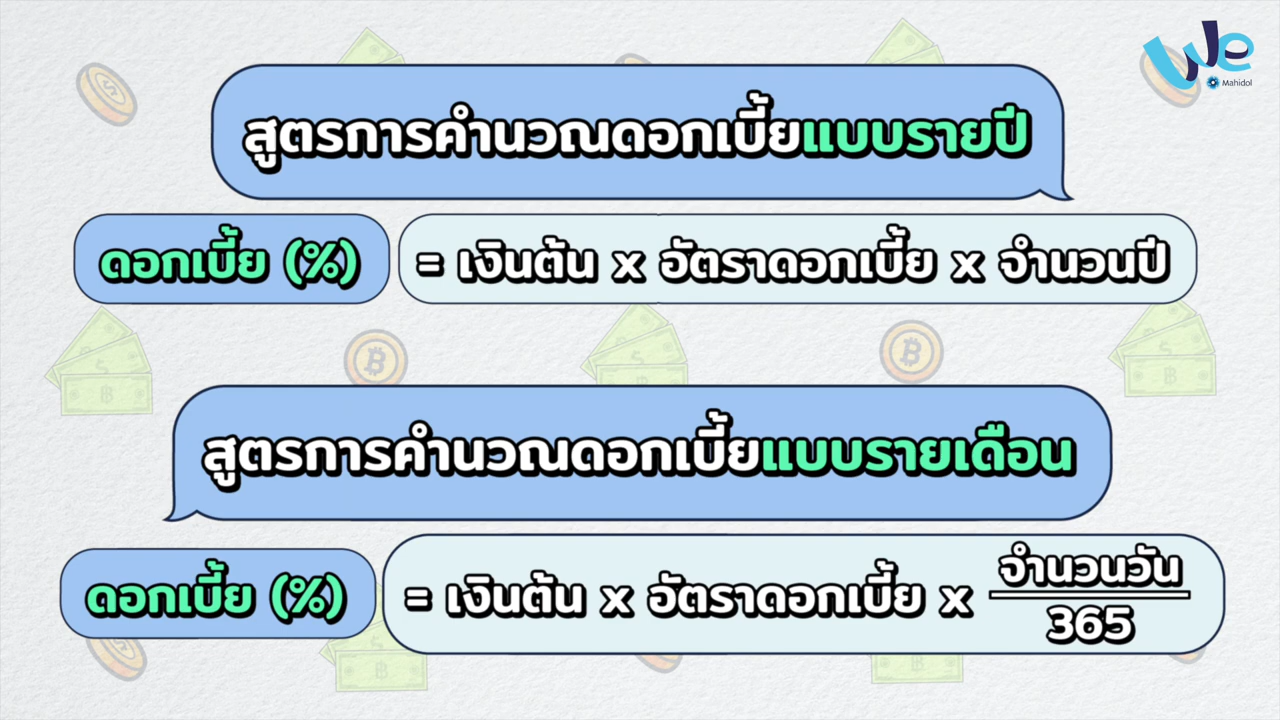 We
Mahidol
สูตรการคำนวณดอกเบี้ยแบบรายปี
ดอกเบี้ย (%) = เงินต้น x อัตราดอกเบี้ย x จำนวนปี
สูตรการคำนวณดอกเบี้ยแบบรายเดือน
ดอกเบี้ย (%) = เงินต้น x อัตราดอกเบี้ย x จำนวนวัน
365